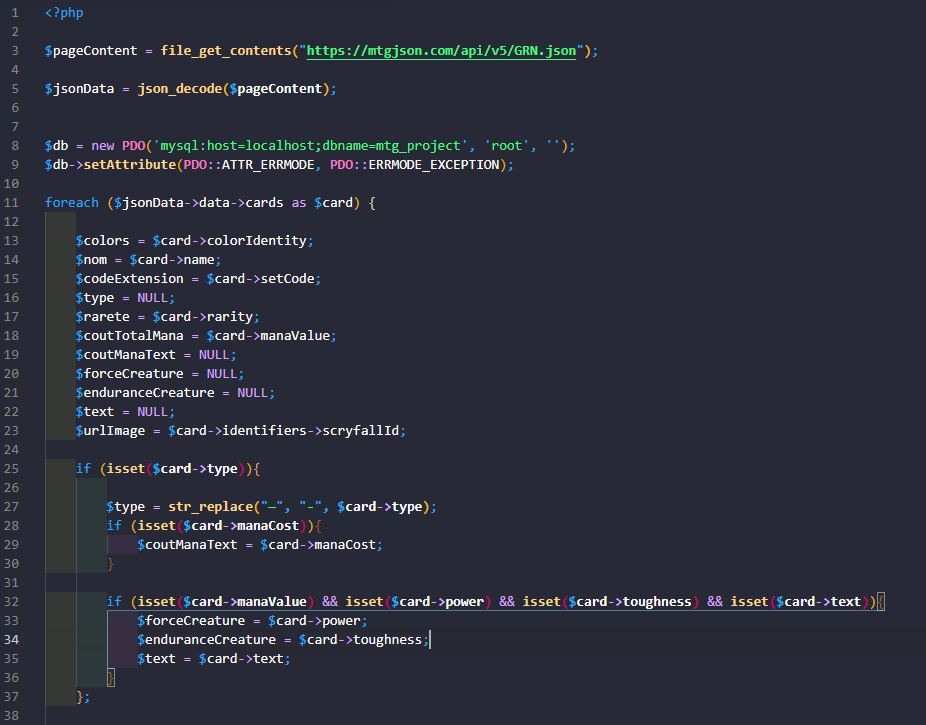 1 <?php
2
3 $pageContent = file_get_contents("https://mtgjson.com/api/v5/GRN.json");
4
5 $jsonData = json_decode($pageContent);
6
7
8 $db = new PDO('mysql:host=localhost;dbname=mtg_project', 'root', '');
9 $db->setAttribute(PDO::ATTR_ERRMODE, PDO::ERRMODE_EXCEPTION);
10
11 foreach ($jsonData->data->cards as $card) {
12
13 $colors = $card->colorIdentity;
14 $nom = $card->name;
15 $codeExtension = $card->setCode;
16 $type = NULL;
17 $rarete = $card->rarity;
18 $coutTotalMana = $card->manaValue;
19 $coutManaText = NULL;
20 $forceCreature = NULL;
21 $enduranceCreature = NULL;
22 $text = NULL;
23 $urlImage = $card->identifiers->scryfallId;
24
25 if (isset($card->type)){
26
27 $type = str_replace("—", "-", $card->type);
28 if (isset($card->manaCost)){
29 $coutManaText = $card->manaCost;
30 }
31
32 if (isset($card->manaValue) && isset($card->power) && isset($card->toughness) && isset($card->text)){
33 $forceCreature = $card->power;
34 $enduranceCreature = $card->toughness;
35 $text = $card->text;
36 }
37 };
38